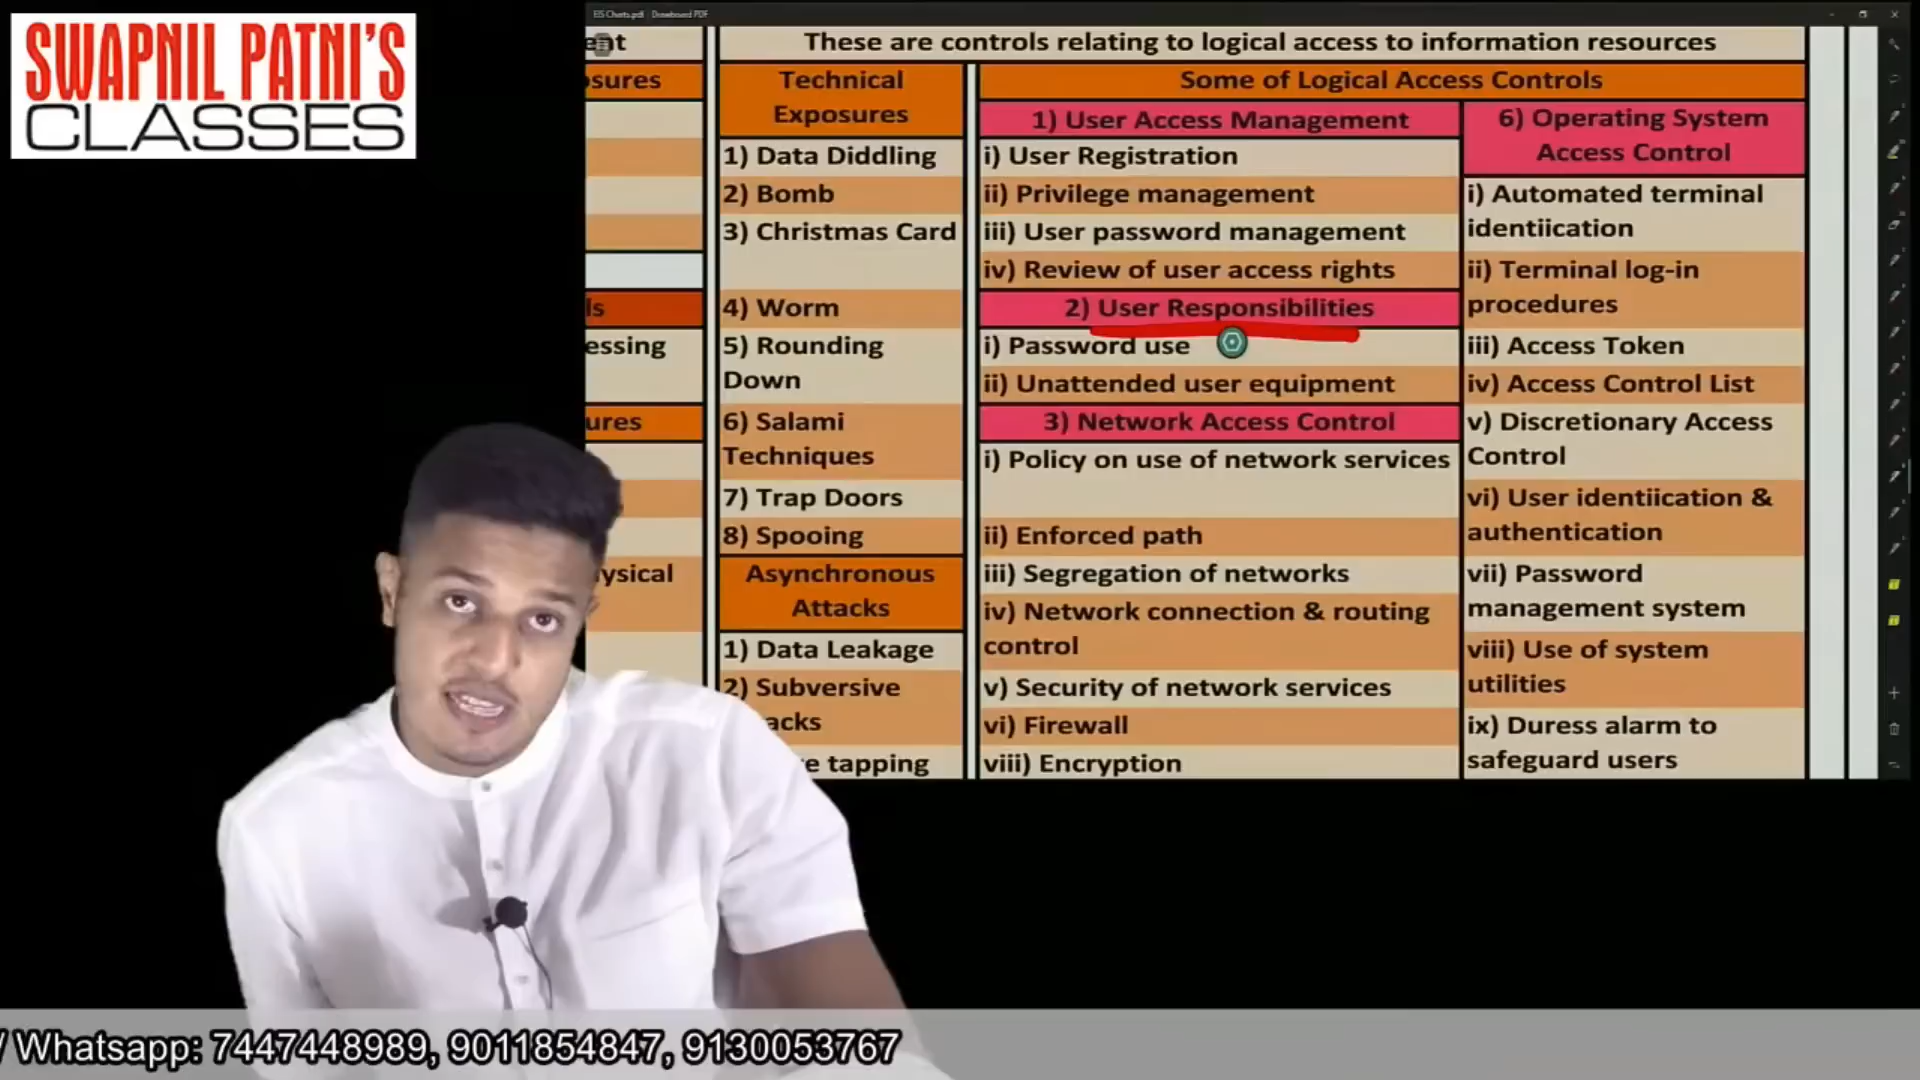 SWAPNIL PATNI'S
CLASSES
EIS Charts.pdf
Drawboard PDF
These are controls relating to logical access to information resources
sures
Technical
Exposures
1) Data Diddling
2) Bomb
3) Christmas Card
4) Worm
5) Rounding
Down
6) Salami
Techniques
7) Trap Doors
8) Spooing
Asynchronous
Attacks
1) Data Leakage
2) Subversive
acks
tapping
ls
essing
ures
ysical
Some of Logical Access Controls
1) User Access Management
i) User Registration
ii) Privilege management
iii) User password management
iv) Review of user access rights
2) User Responsibilities
i) Password use
ii) Unattended user equipment
3) Network Access Control
i) Policy on use of network services
ii) Enforced path
iii) Segregation of networks
iv) Network connection & routing
control
v) Security of network services
vi) Firewall
viii) Encryption
6) Operating System
Access Control
i) Automated terminal
identiication
ii) Terminal log-in
procedures
iii) Access Token
iv) Access Control List
v) Discretionary Access
Control
vi) User identiication &
authentication
vii) Password
management system
viii) Use of system
utilities
ix) Duress alarm to
safeguard users
/ Whatsapp: 7447448989, 9011854847, 9130053767